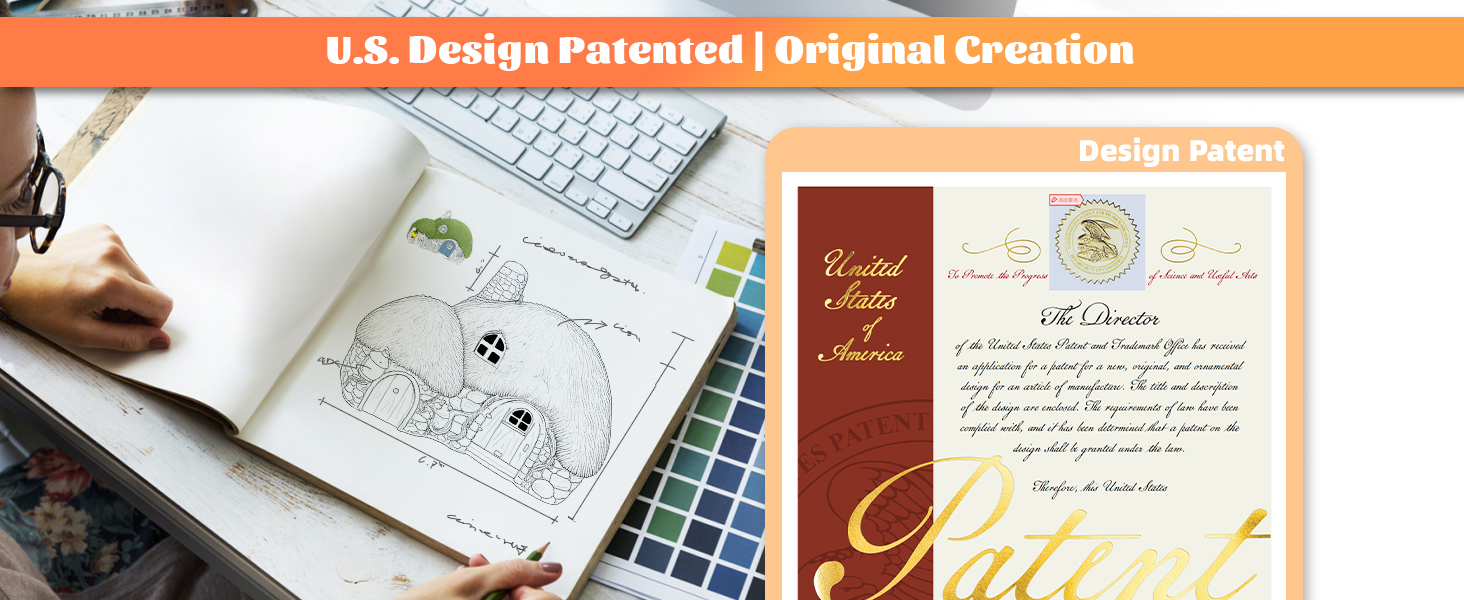 U.S. Design Patented | Original Creation
Design Patent
United
States
of
America
To Promote the Progress
of Science and Useful Arts
The Director
of the United States Patent and Trademark Office has received
an application for a patent for a new, original, and ornamental
design for an article of manufacture. The title and description
of the design are enclosed. The requirements of law have been
complied with, and it has been determined that a patent on the
design shall be granted under the law.
Therefore, this United States
ES PATENT
Patent